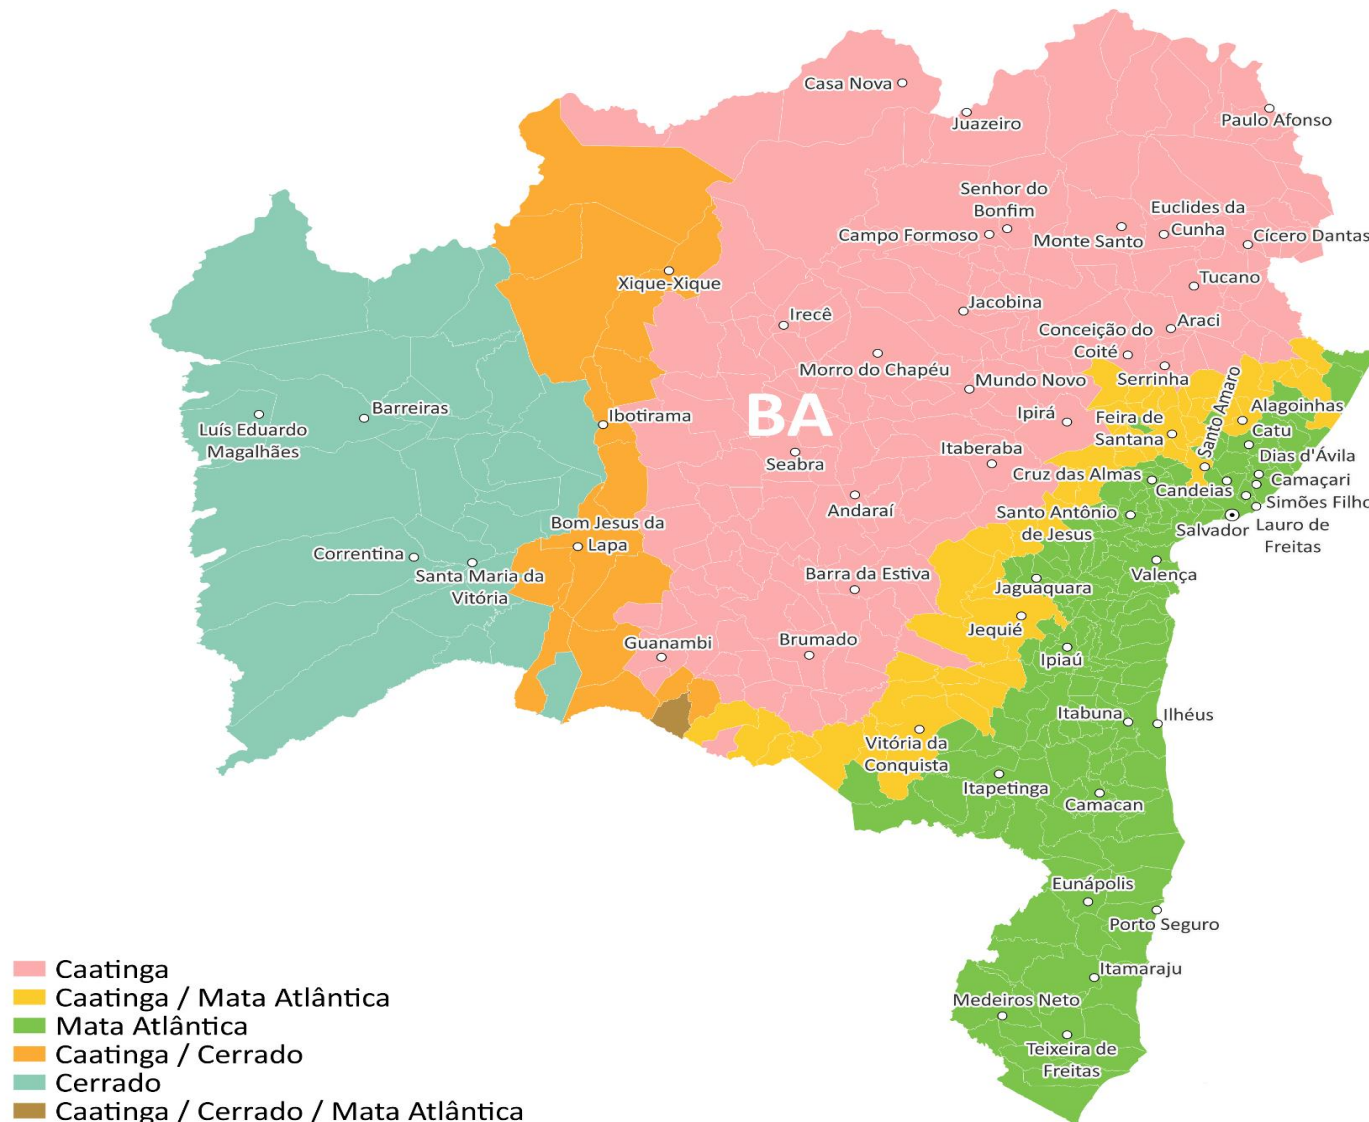 Casa Nova
Juazeiro
Paulo Afonso
Senhor do
Bonfim
Campo Formoso
Monte Santo
Euclides da
Cunha
Cícero Dantas
Xique-Xique
Tucano
Irecê
Jacobina
Araci
Conceição do
Coité
Morro do Chapéu
Serrinha
Mundo Novo
BA
Ipirá
Santo Amaro
Alagoinhas
Luís Eduardo
Magalhães
Barreiras
Ibotirama
Feira de
Santana
Catu
Seabra
Itaberaba
Dias d'Ávila
Cruz das Almas
Candeias
Camaçari
Simões Filho
Andaraí
Santo Antônio
de Jesus
Salvador
Lauro de
Freitas
Bom Jesus da
Lapa
Correntina
Santa Maria da
Vitória
Barra da Estiva
Jaguaquara
Valença
Guanambi
Brumado
Jequié
Ipiaú
Itabuna
Ilhéus
Vitória da
Conquista
Itapetinga
Camacan
Eunápolis
Porto Seguro
Itamaraju
Medeiros Neto
Teixeira de
Freitas
Caatinga
Caatinga / Mata Atlântica
Mata Atlântica
Caatinga / Cerrado
Cerrado
Caatinga / Cerrado / Mata Atlântica